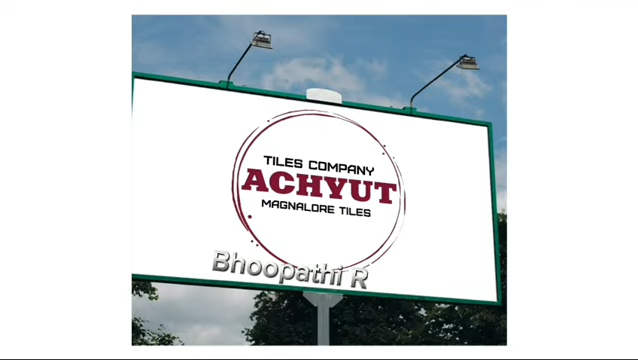 TILES COMPANY
ACHYUT
MAGNALORE TILES
Bhoopathi R